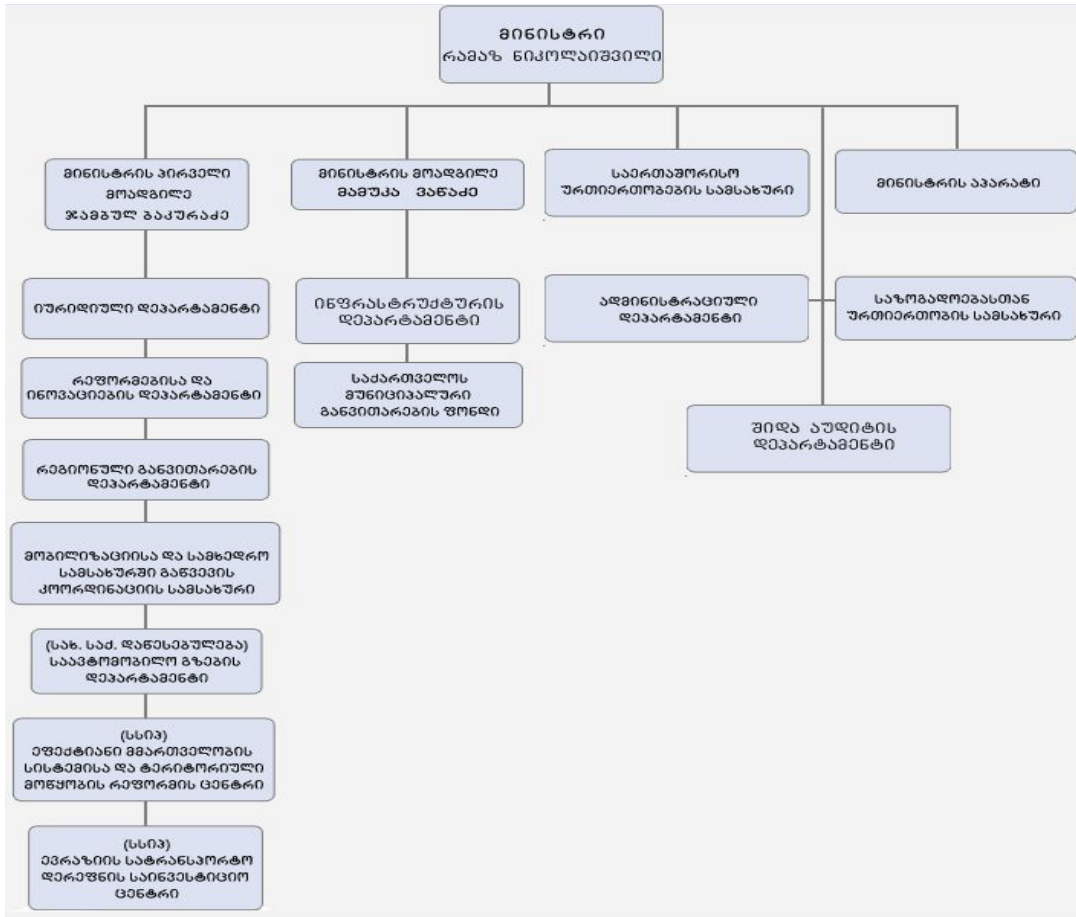 მინისტრი
რამაზ ნიკოლაიშვილი
მინისტრის პირველი
მოადგილე
ჯამბულ ბაკურაძე
მინისტრის მოადგილე
მამუკა ვაწაძე
საერთაშორისო
ურთიერთობების სამსახური
მინისტრის აპარატი
იურიდიული დეპარტამენტი
ინფრასტრუქტურის
დეპარტამენტი
ადმინისტრაციული
დეპარტამენტი
საზოგადოებასთან
ურთიერთობის სამსახური
რეფორმებისა და
ინოვაციების დეპარტამენტი
საქართველოს
მუნიციპალური
განვითარების ფონდი
შიდა აუდიტის
დეპარტამენტი
რეგიონული განვითარების
დეპარტამენტი
მობილიზაციისა და სამხედრო
სამსახურში გაწვევის
კოორდინაციის სამსახური
(სახ. საქ. დაწესებულება)
საავტომობილო გზების
დეპარტამენტი
(სსიპ)
ეფექტიანი მმართველობის
სისტემისა და ტერიტორიული
მოწყობის რეფორმის ცენტრი
(სსიპ)
ევრაზიის სატრანსპორტო
დერეფნის საინვესტიციო
ცენტრი